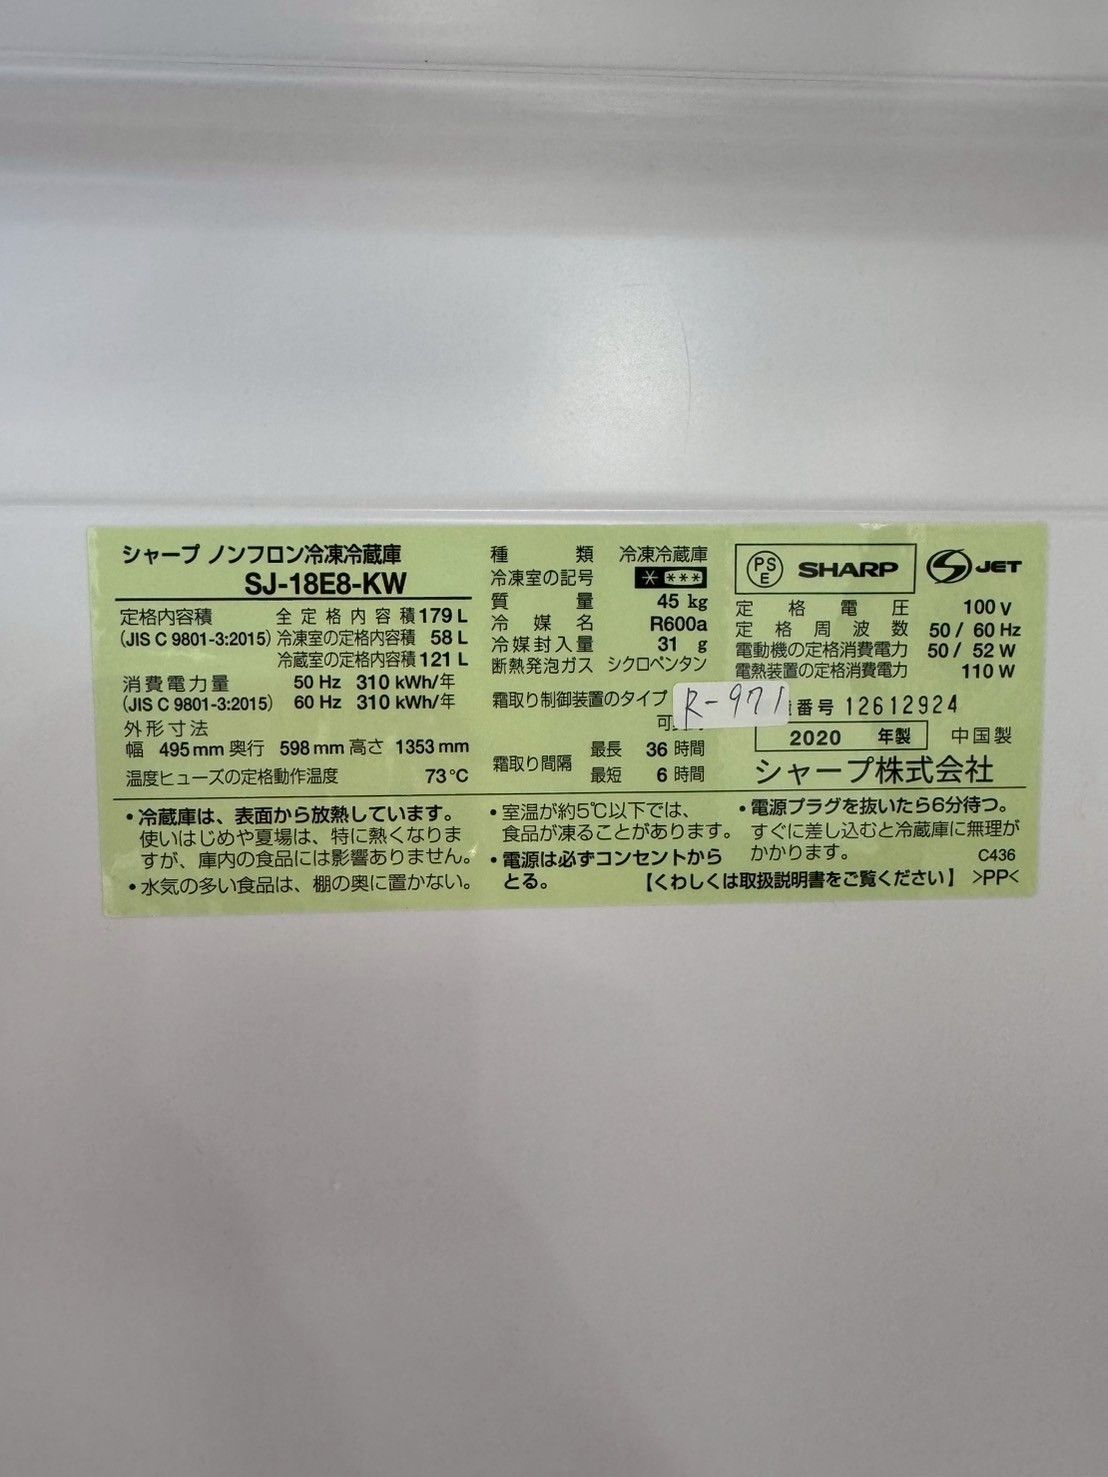 シャープ ノンフロン冷凍冷蔵庫
SJ-18E8-KW
定格内容積 全定格内容積 179 L
(JIS C 9801-3:2015) 冷凍室の定格内容積 58 L
冷蔵室の定格内容積 121 L
消費電力量 50 Hz 310 kWh/年
(JIS C 9801-3:2015) 60 Hz 310 kWh/年
外形寸法
幅 495 mm 奥行 598 mm 高さ 1353 mm
温度ヒューズの定格動作温度 73℃
種類 冷凍冷蔵庫
冷凍室の記号 * ***
質量 45 kg
冷媒名 R600a
冷媒封入量 31 g
断熱発泡ガス シクロペンタン
霜取り制御装置のタイプ
可
霜取り間隔 最長 36 時間
最短 6 時間
PSE SHARP
S JET
定格電圧 100 V
定格周波数 50 / 60 Hz
電動機の定格消費電力 50 / 52 W
電熱装置の定格消費電力 110 W
R-971
番号 12612924
2020 年製 中国製
シャープ株式会社
・冷蔵庫は、表面から放熱しています。
使いはじめや夏場は、特に熱くなりま
すが、庫内の食品には影響ありません。
・水気の多い食品は、棚の奥に置かない。
・室温が約5℃以下では、
食品が凍ることがあります。
・電源は必ずコンセントから
とる。
・電源プラグを抜いたら6分待つ。
すぐに差し込むと冷蔵庫に無理が
かかります。
C436
【くわしくは取扱説明書をご覧ください】 >PP<